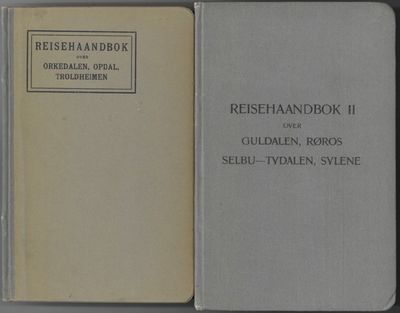 REISEHAANDBOK
OVER
ORKEDALEN, OPDAL,
TROLDHEIMEN
REISEHAANDBOK II
OVER
GULDALEN, RØROS
SELBU—TYDALEN, SYLENE